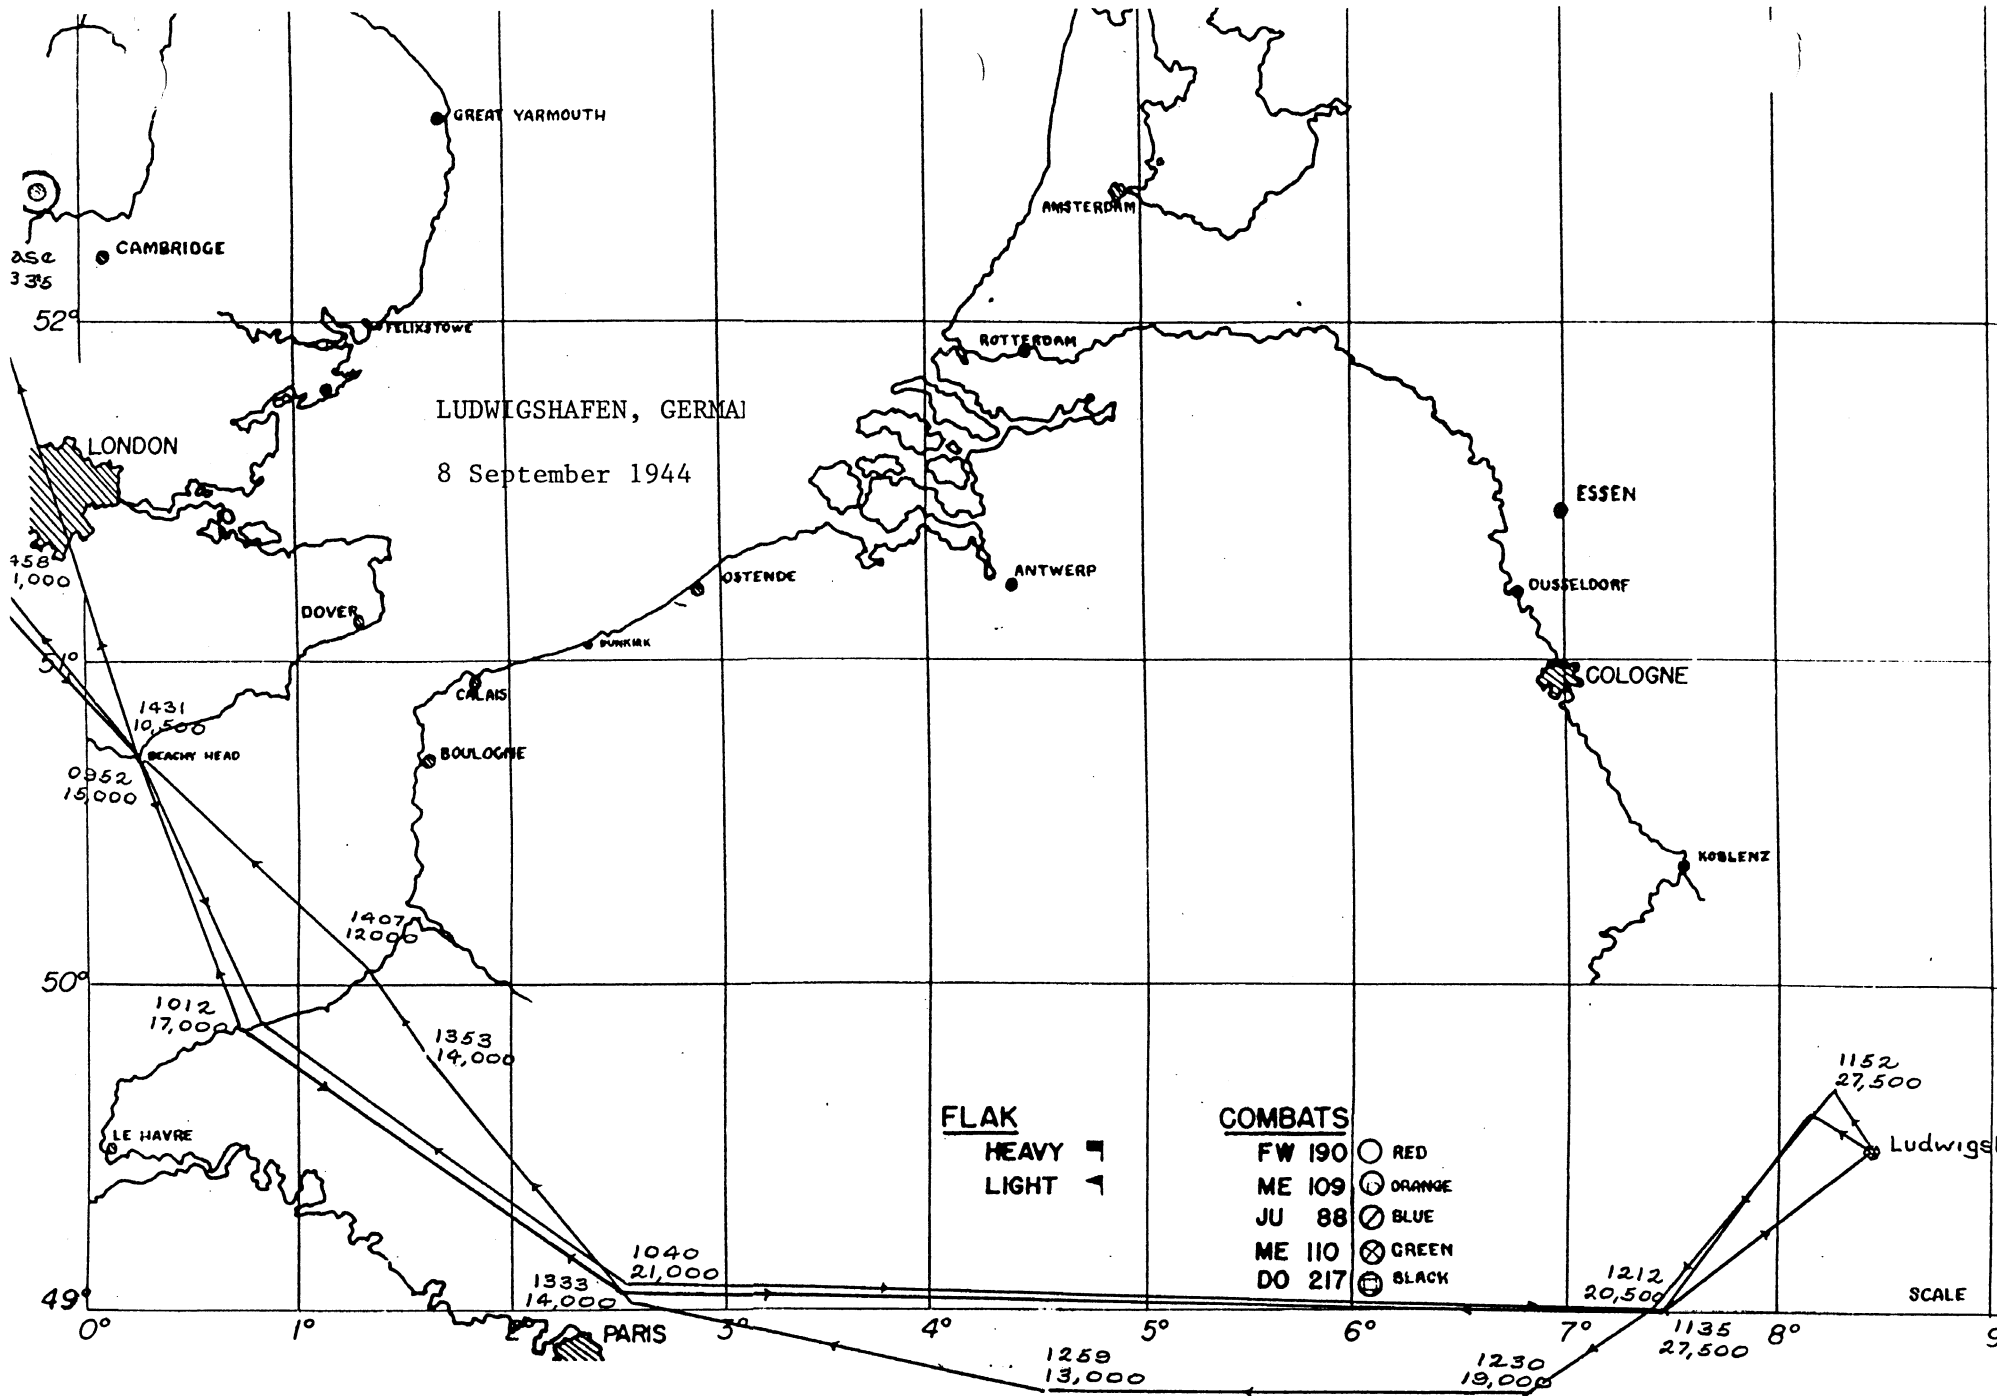 GREAT YARMOUTH
AMSTERDAM
CAMBRIDGE
ase
335
52°
FELIXSTOWE
ROTTERDAM
LUDWIGSHAFEN, GERMA
8 September 1944
LONDON
ESSEN
458
1,000
OSTENDE
ANTWERP
DUSSELDORF
DOVER
DUNKIRK
51°
CALAIS
COLOGNE
1431
10,500
BEACHY HEAD
BOULOGNE
0952
15,000
KOBLENZ
1407
12000
50°
1012
17,000
1353
14,000
1152
27,500
LE HAVRE
FLAK
HEAVY
LIGHT
COMBATS
FW 190 RED
ME 109 ORANGE
JU 88 BLUE
ME 110 GREEN
DO 217 BLACK
Ludwigs
1040
21,000
1333
14,000
1212
20,500
SCALE
49°
0° 1° 2° PARIS 3° 4° 5° 6° 7° 8° 9
1135
27,500
1259
13,000
1230
19,000